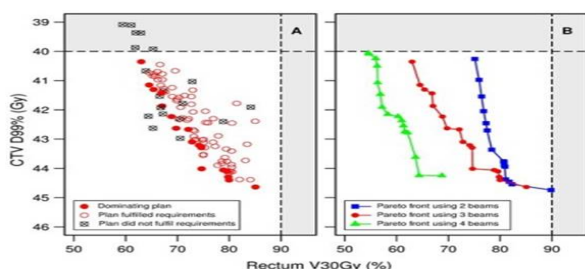 A
B
CTV D99% (Gy)
39
40
41
42
43
44
45
46
Dominating plan
Plan fulfilled requirements
Plan did not fulfil requirements
Pareto front using 2 beams
Pareto front using 3 beams
Pareto front using 4 beams
50 60 70 80 90 50 60 70 80 90
Rectum V30Gy (%)